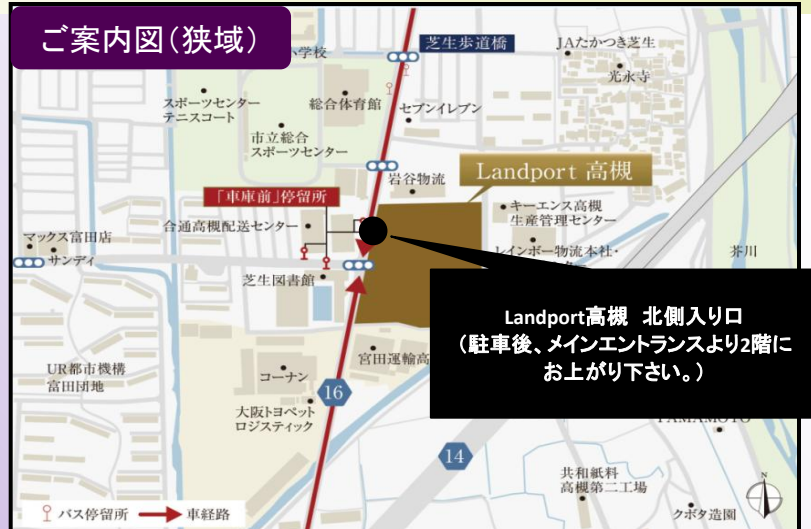 ご案内図(狭域)
学校
芝生歩道橋
JAたかつき芝生
光永寺
スポーツセンター
テニスコート
総合体育館
セブンイレブン
市立総合
スポーツセンター
岩谷物流
Landport 高槻
「車庫前」停留所
キーエンス高槻
生産管理センター
合通高槻配送センター
マックス富田店
サンディ
レインボー物流本社・
芥川
芝生図書館
Landport高槻 北側入り口
(駐車後、メインエントランスより2階に
お上がり下さい。)
宮田運輸高
UR都市機構
富田団地
コーナン
16
大阪トヨペット
ロジスティック
14
共和紙料
高槻第二工場
N
クボタ造園
バス停留所
車経路